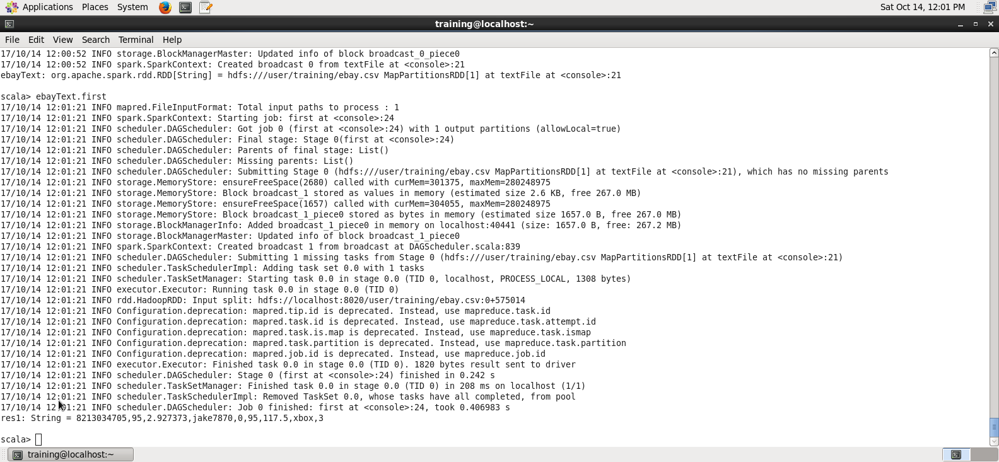 Applications Places System Sat Oct 14, 12:01 PM
training@localhost:~
File Edit View Search Terminal Help
17/10/14 12:00:52 INFO storage.BlockManagerMaster: Updated info of block broadcast_0_piece0
17/10/14 12:00:52 INFO spark.SparkContext: Created broadcast 0 from textFile at <console>:21
ebayText: org.apache.spark.rdd.RDD[String] = hdfs:///user/training/ebay.csv MapPartitionsRDD[1] at textFile at <console>:21
scala> ebayText.first
17/10/14 12:01:21 INFO mapred.FileInputFormat: Total input paths to process : 1
17/10/14 12:01:21 INFO spark.SparkContext: Starting job: first at <console>:24
17/10/14 12:01:21 INFO scheduler.DAGScheduler: Got job 0 (first at <console>:24) with 1 output partitions (allowLocal=true)
17/10/14 12:01:21 INFO scheduler.DAGScheduler: Final stage: Stage 0(first at <console>:24)
17/10/14 12:01:21 INFO scheduler.DAGScheduler: Parents of final stage: List()
17/10/14 12:01:21 INFO scheduler.DAGScheduler: Missing parents: List()
17/10/14 12:01:21 INFO scheduler.DAGScheduler: Submitting Stage 0 (hdfs:///user/training/ebay.csv MapPartitionsRDD[1] at textFile at <console>:21), which has no missing parents
17/10/14 12:01:21 INFO storage.MemoryStore: ensureFreeSpace(2680) called with curMem=301375, maxMem=280248975
17/10/14 12:01:21 INFO storage.MemoryStore: Block broadcast_1 stored as values in memory (estimated size 2.6 KB, free 267.0 MB)
17/10/14 12:01:21 INFO storage.MemoryStore: ensureFreeSpace(1657) called with curMem=304055, maxMem=280248975
17/10/14 12:01:21 INFO storage.MemoryStore: Block broadcast_1_piece0 stored as bytes in memory (estimated size 1657.0 B, free 267.0 MB)
17/10/14 12:01:21 INFO storage.BlockManagerInfo: Added broadcast_1_piece0 in memory on localhost:40441 (size: 1657.0 B, free: 267.2 MB)
17/10/14 12:01:21 INFO storage.BlockManagerMaster: Updated info of block broadcast_1_piece0
17/10/14 12:01:21 INFO spark.SparkContext: Created broadcast 1 from broadcast at DAGScheduler.scala:839
17/10/14 12:01:21 INFO scheduler.DAGScheduler: Submitting 1 missing tasks from Stage 0 (hdfs:///user/training/ebay.csv MapPartitionsRDD[1] at textFile at <console>:21)
17/10/14 12:01:21 INFO scheduler.TaskSchedulerImpl: Adding task set 0.0 with 1 tasks
17/10/14 12:01:21 INFO scheduler.TaskSetManager: Starting task 0.0 in stage 0.0 (TID 0, localhost, PROCESS_LOCAL, 1308 bytes)
17/10/14 12:01:21 INFO executor.Executor: Running task 0.0 in stage 0.0 (TID 0)
17/10/14 12:01:21 INFO rdd.HadoopRDD: Input split: hdfs://localhost:8020/user/training/ebay.csv:0+575014
17/10/14 12:01:21 INFO Configuration.deprecation: mapred.tip.id is deprecated. Instead, use mapreduce.task.id
17/10/14 12:01:21 INFO Configuration.deprecation: mapred.task.id is deprecated. Instead, use mapreduce.task.attempt.id
17/10/14 12:01:21 INFO Configuration.deprecation: mapred.task.is.map is deprecated. Instead, use mapreduce.task.ismap
17/10/14 12:01:21 INFO Configuration.deprecation: mapred.task.partition is deprecated. Instead, use mapreduce.task.partition
17/10/14 12:01:21 INFO Configuration.deprecation: mapred.job.id is deprecated. Instead, use mapreduce.job.id
17/10/14 12:01:21 INFO executor.Executor: Finished task 0.0 in stage 0.0 (TID 0). 1820 bytes result sent to driver
17/10/14 12:01:21 INFO scheduler.DAGScheduler: Stage 0 (first at <console>:24) finished in 0.242 s
17/10/14 12:01:21 INFO scheduler.TaskSetManager: Finished task 0.0 in stage 0.0 (TID 0) in 208 ms on localhost (1/1)
17/10/14 12:01:21 INFO scheduler.TaskSchedulerImpl: Removed TaskSet 0.0, whose tasks have all completed, from pool
17/10/14 12:01:21 INFO scheduler.DAGScheduler: Job 0 finished: first at <console>:24, took 0.406983 s
res1: String = 8213034705,95,2.927373,jake7870,0,95,117.5,xbox,3
scala>
training@localhost:~